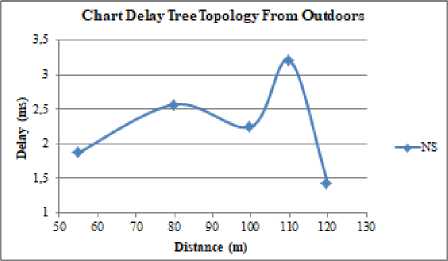 Chart Delay Tree Topology From Outdoors
3,5
3
2,5
2
1,5
1
Delay (ms)
50 60 70 80 90 100 110 120 130
Distance (m)
NS